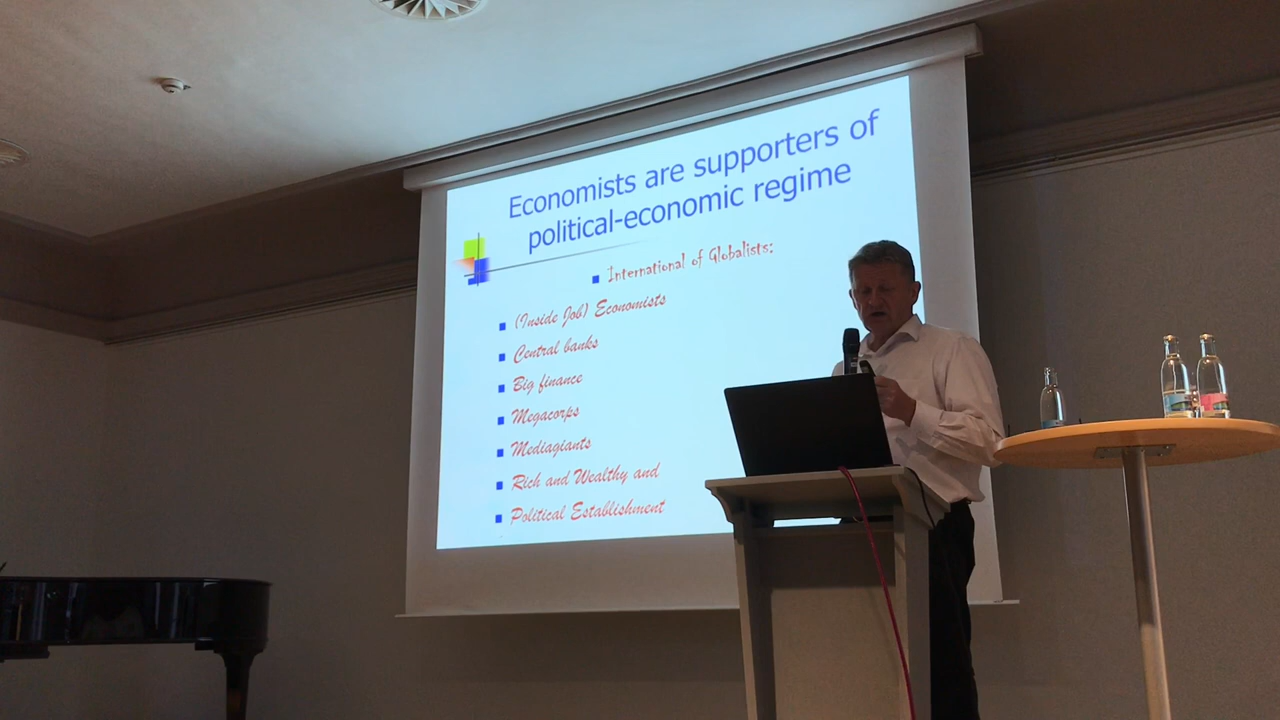 Economists are supporters of
political-economic regime
International of Globalists:
(Inside Job) Economists
Central banks
Big finance
Megacorps
Mediagiants
Rich and Wealthy and
Political Establishment